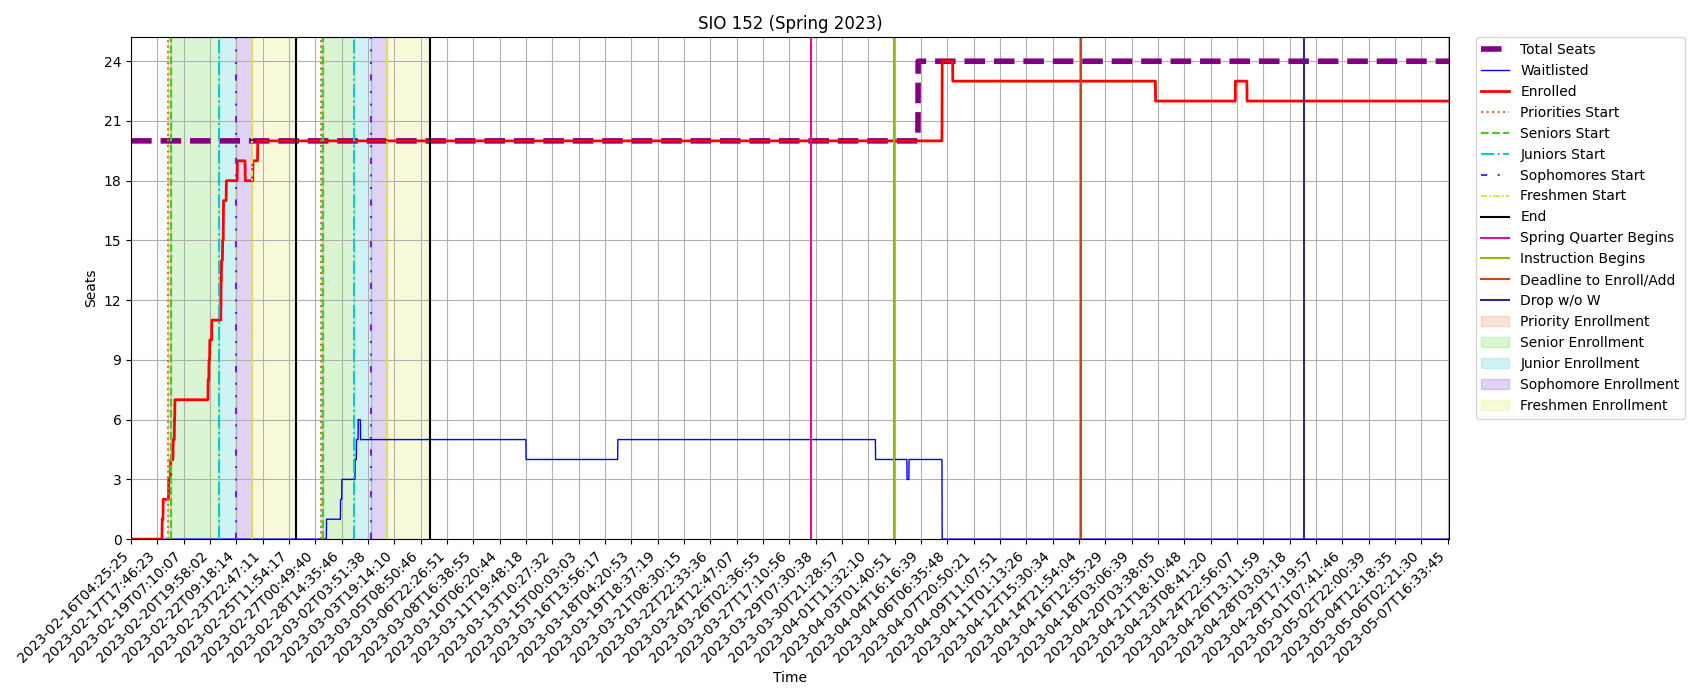 SIO 152 (Spring 2023)
Seats
24
21
18
15
12
9
6
3
0
2023-02-16T04:25:25
2023-02-17T17:46:23
2023-02-19T07:10:07
2023-02-20T19:58:02
2023-02-22T09:18:14
2023-02-23T22:47:11
2023-02-25T11:54:17
2023-02-27T00:49:40
2023-02-28T14:35:46
2023-03-02T03:51:38
2023-03-03T19:14:10
2023-03-05T08:50:46
2023-03-06T22:26:51
2023-03-08T16:38:55
2023-03-10T06:20:44
2023-03-11T19:48:18
2023-03-13T10:27:32
2023-03-15T00:03:03
2023-03-16T13:56:17
2023-03-18T04:20:53
2023-03-19T18:37:19
2023-03-21T08:30:15
2023-03-22T22:33:36
2023-03-24T12:47:07
2023-03-26T02:36:55
2023-03-27T17:10:56
2023-03-29T07:30:38
2023-03-30T21:28:57
2023-04-01T11:32:10
2023-04-03T01:40:51
2023-04-04T16:16:39
2023-04-06T06:35:48
2023-04-07T20:50:21
2023-04-09T11:07:51
2023-04-11T01:13:26
2023-04-12T15:30:34
2023-04-14T21:54:04
2023-04-16T12:55:29
2023-04-18T03:06:39
2023-04-20T03:38:05
2023-04-21T18:10:48
2023-04-23T08:41:20
2023-04-24T22:56:07
2023-04-26T13:11:59
2023-04-28T03:03:18
2023-04-29T17:19:57
2023-05-01T07:41:46
2023-05-02T22:00:39
2023-05-04T12:18:35
2023-05-06T02:21:30
2023-05-07T16:33:45
Time
Total Seats
Waitlisted
Enrolled
Priorities Start
Seniors Start
Juniors Start
Sophomores Start
Freshmen Start
End
Spring Quarter Begins
Instruction Begins
Deadline to Enroll/Add
Drop w/o W
Priority Enrollment
Senior Enrollment
Junior Enrollment
Sophomore Enrollment
Freshmen Enrollment